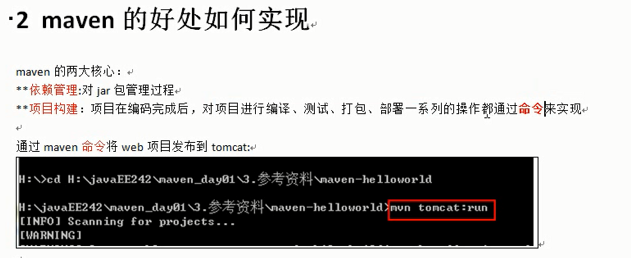 ·2 maven 的好处如何实现
maven 的两大核心：
**依赖管理:对 jar 包管理过程
**项目构建：项目在编码完成后，对项目进行编译、测试、打包、部署一系列的操作都通过命令来实现
通过 maven 命令将 web 项目发布到 tomcat:
H:\>cd H:\javaEE242\maven_day01\3.参考资料\maven-helloworld
H:\javaEE242\maven_day01\3.参考资料\maven-helloworld>mvn tomcat:run
[INFO] Scanning for projects...
[WARNING]